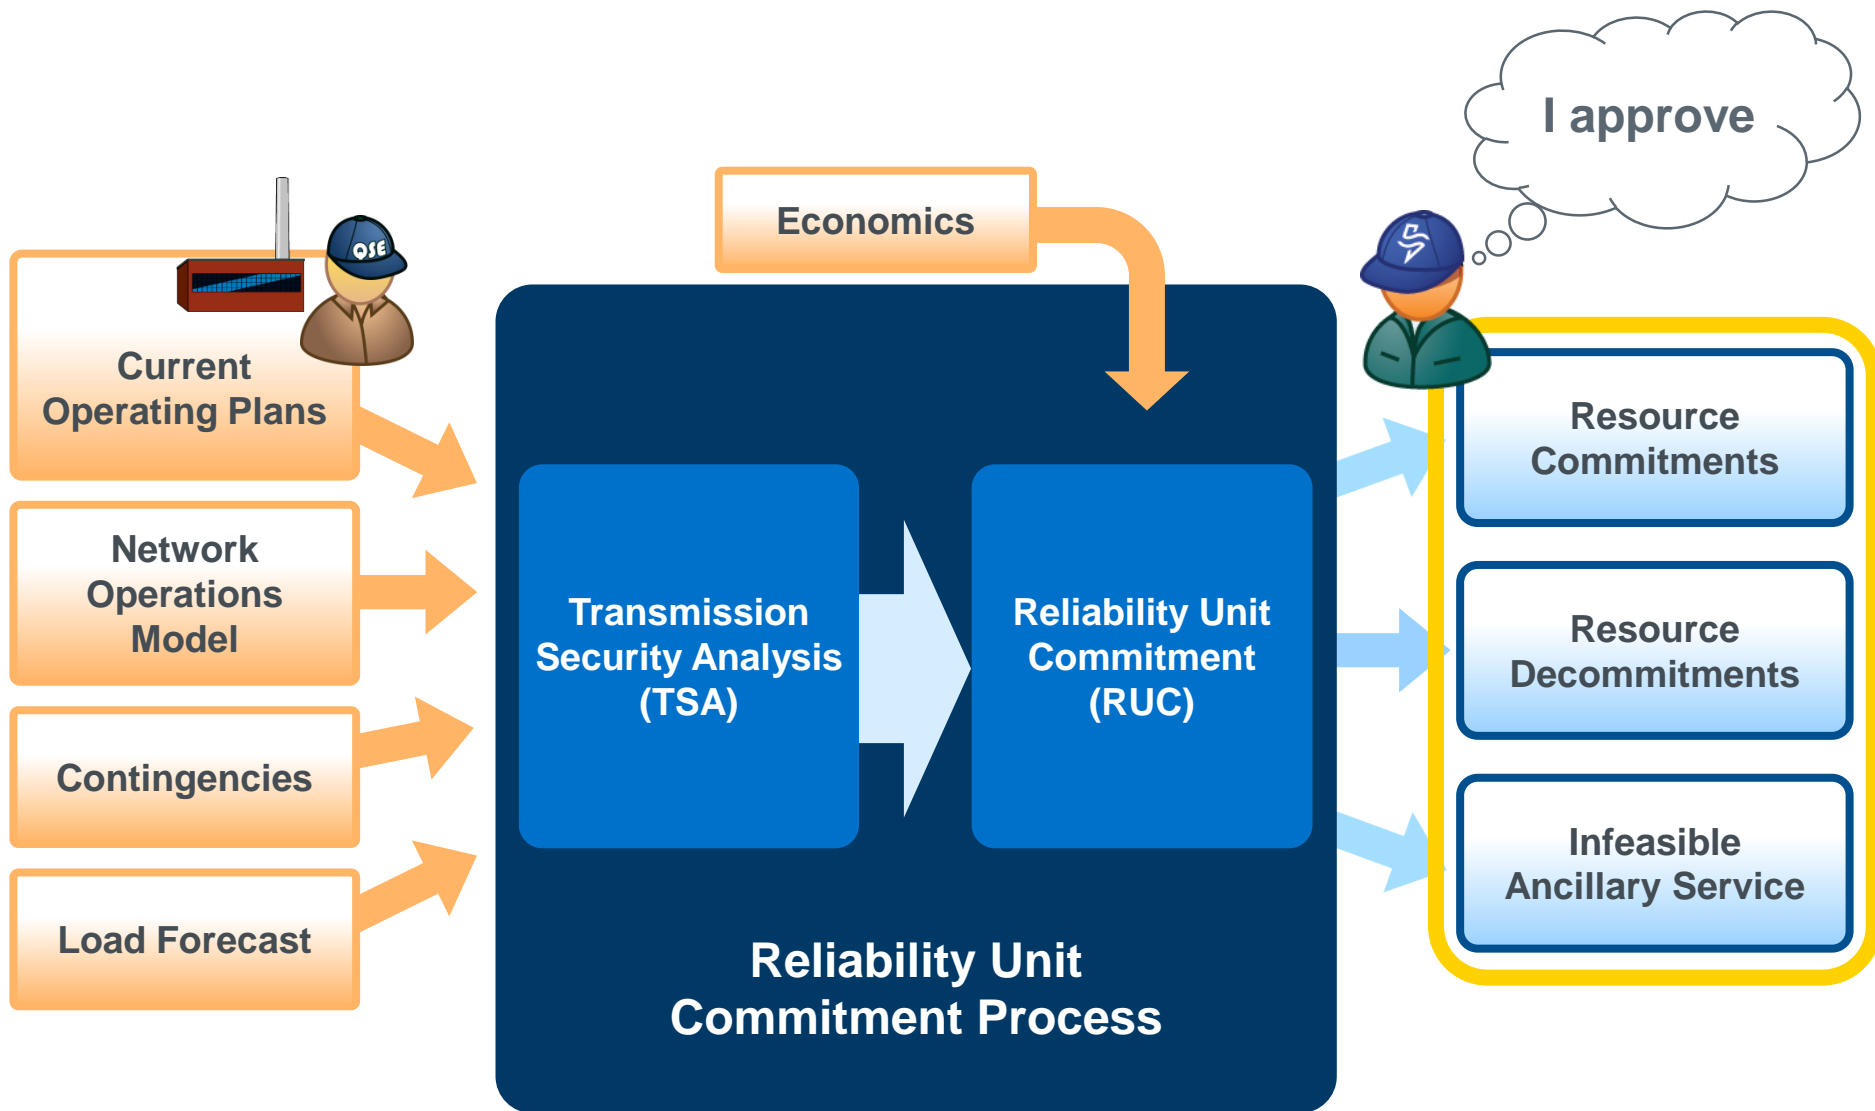 I approve
Economics
QSE
Current
Operating Plans
Network
Operations
Model
Contingencies
Load Forecast
Transmission
Security Analysis
(TSA)
Reliability Unit
Commitment
(RUC)
Reliability Unit
Commitment Process
Resource
Commitments
Resource
Decommitments
Infeasible
Ancillary Service